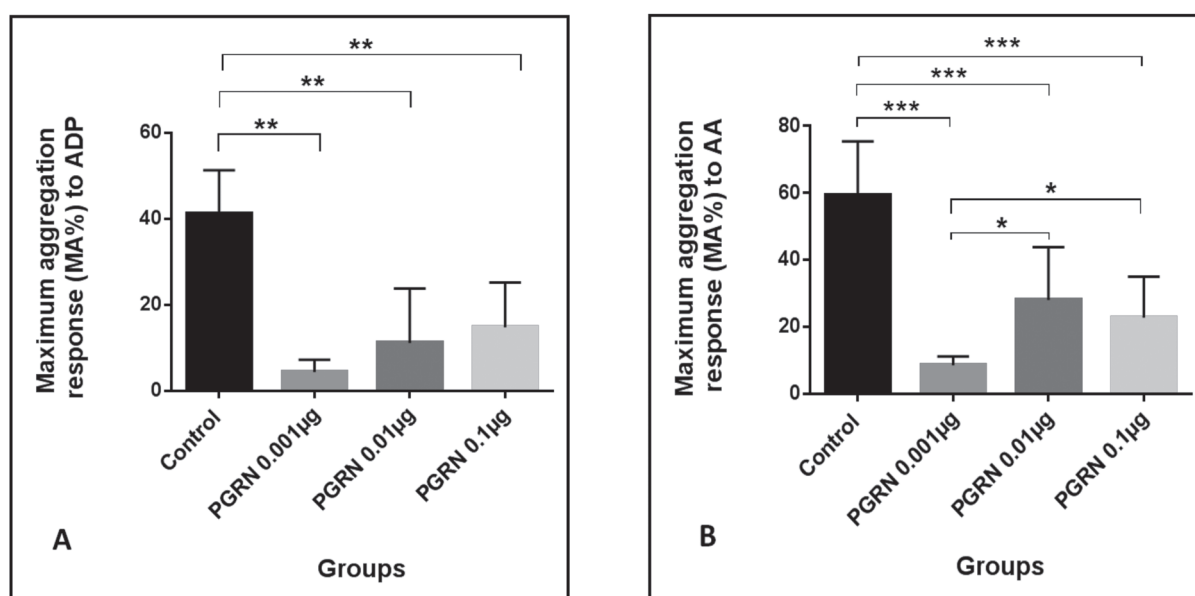 **
**
**
Maximum aggregation
response (MA%) to ADP
60
40
20
0
Control
PGRN 0.001µg
PGRN 0.01µg
PGRN 0.1µg
A
Groups
***
***
***
*
*
Maximum aggregation
response (MA%) to AA
80
60
40
20
0
Control
PGRN 0.001µg
PGRN 0.01µg
PGRN 0.1µg
B
Groups